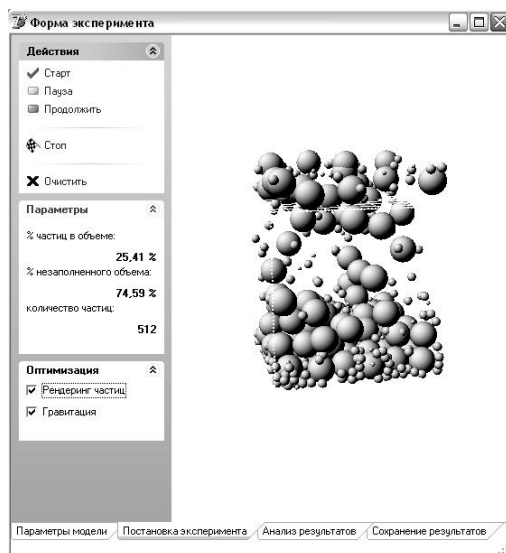 Форма эксперимента
Действия
Старт
Пауза
Продолжить
Стоп
Очистить
Параметры
% частиц в объеме:
25,41 %
% незаполненного объема:
74,59 %
количество частиц:
512
Оптимизация
Рендеринг частиц
Гравитация
Параметры модели Постановка эксперимента Анализ результатов Сохранение результатов